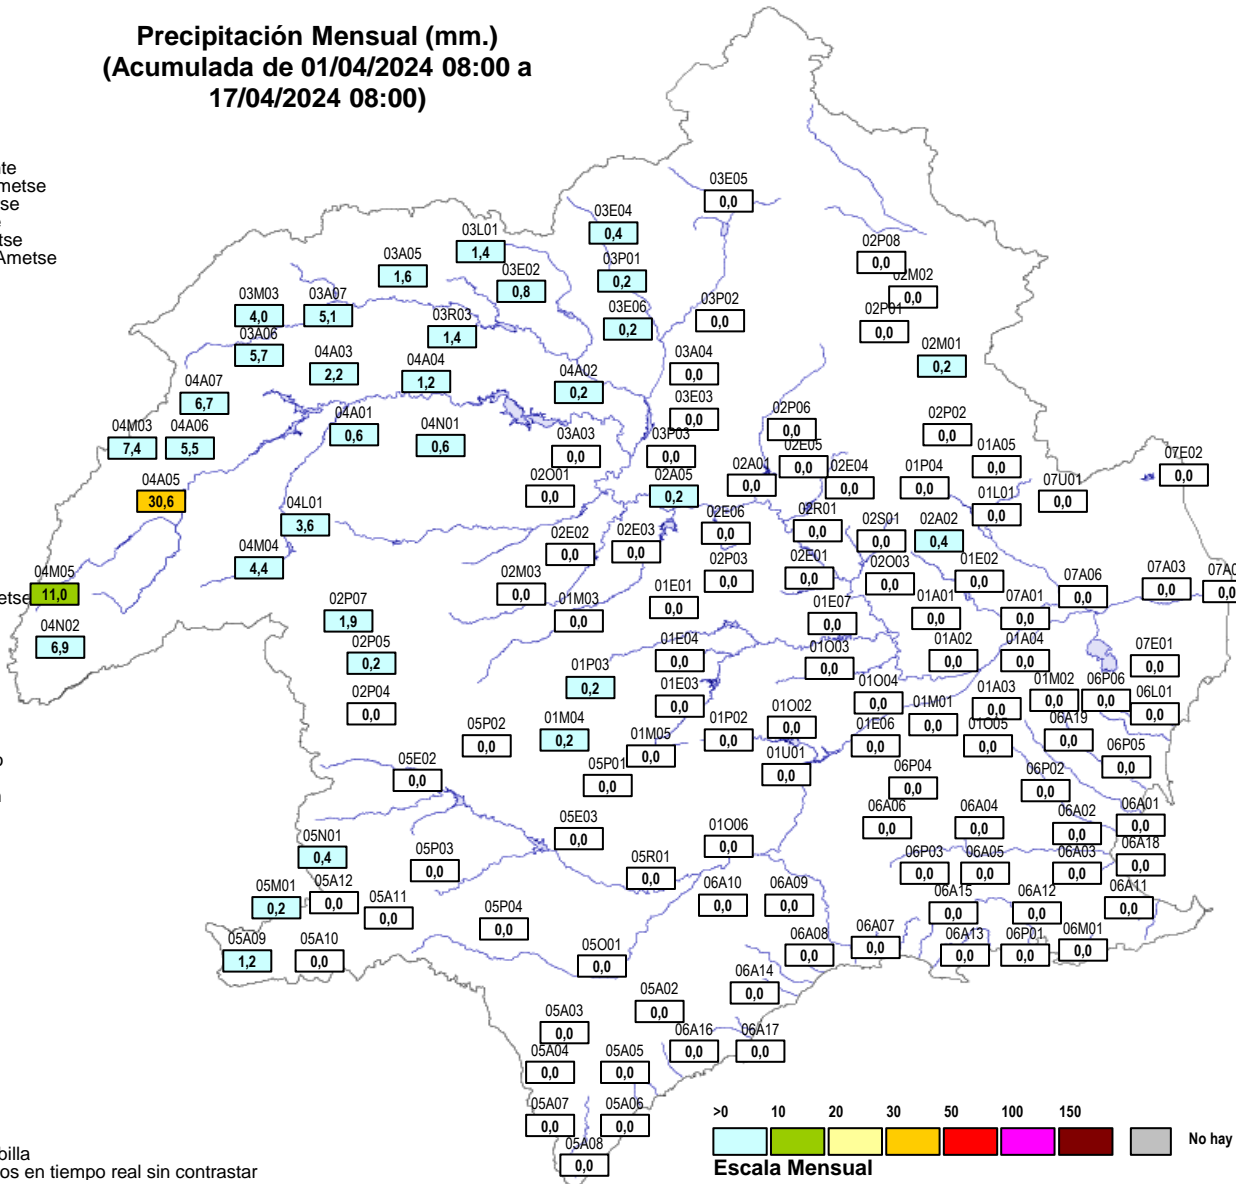 Precipitación Mensual (mm.)
(Acumulada de 01/04/2024 08:00 a
17/04/2024 08:00)
03E05
0,0
03E04
0,4
03L01
1,4
03A05
1,6
03E02
0,8
03P01
0,2
02P08
0,0
02M02
0,0
03M03
4,0
03A07
5,1
03R03
1,4
03E06
0,2
03P02
0,0
02P01
0,0
03A06
5,7
04A03
2,2
04A04
1,2
04A02
0,2
03A04
0,0
02M01
0,2
04A07
6,7
04A01
0,6
04N01
0,6
03E03
0,0
02P06
0,0
02P02
0,0
04M03
7,4
04A06
5,5
03A03
0,0
03P03
0,0
02E05
0,0
01A05
0,0
07E02
0,0
04A05
30,6
02O01
0,0
02A05
0,2
02A01
0,0
02E04
0,0
01P04
0,0
01L01
0,0
07U01
0,0
04L01
3,6
02E06
0,0
02R01
0,0
02S01
0,0
02A02
0,4
04M04
4,4
02E02
0,0
02E03
0,0
02P03
0,0
02E01
0,0
02O03
0,0
01E02
0,0
04M05
11,0
etse
02M03
0,0
01M03
0,0
01E01
0,0
01E07
0,0
01A01
0,0
07A01
0,0
07A06
0,0
07A03
0,0
07A0
0,0
04N02
6,9
02P07
1,9
02P05
0,2
01E04
0,0
01O03
0,0
01A02
0,0
01A04
0,0
07E01
0,0
02P04
0,0
01P03
0,2
01E03
0,0
01O04
0,0
01A03
0,0
01M02
0,0
06P06
0,0
06L01
0,0
05P02
0,0
01M04
0,2
01M05
0,0
01P02
0,0
01O02
0,0
01E06
0,0
01M01
0,0
01O05
0,0
06A19
0,0
06P05
0,0
05E02
0,0
05P01
0,0
01U01
0,0
06P04
0,0
06P02
0,0
05E03
0,0
01O06
0,0
06A06
0,0
06A04
0,0
06A02
0,0
06A01
0,0
05N01
0,4
05P03
0,0
05R01
0,0
06P03
0,0
06A05
0,0
06A03
0,0
06A18
0,0
05M01
0,2
05A12
0,0
05A11
0,0
05P04
0,0
06A10
0,0
06A09
0,0
06A15
0,0
06A12
0,0
06A11
0,0
05A09
1,2
05A10
0,0
05O01
0,0
06A08
0,0
06A07
0,0
06A13
0,0
06P01
0,0
06M01
0,0
05A03
0,0
05A02
0,0
06A14
0,0
05A04
0,0
05A05
0,0
06A16
0,0
06A17
0,0
05A07
0,0
05A06
0,0
05A08
0,0
nte
metse
tse
e
tse
Ametse
o
n
billa
os en tiempo real sin contrastar
>0 10 20 30 50 100 150
No hay
Escala Mensual